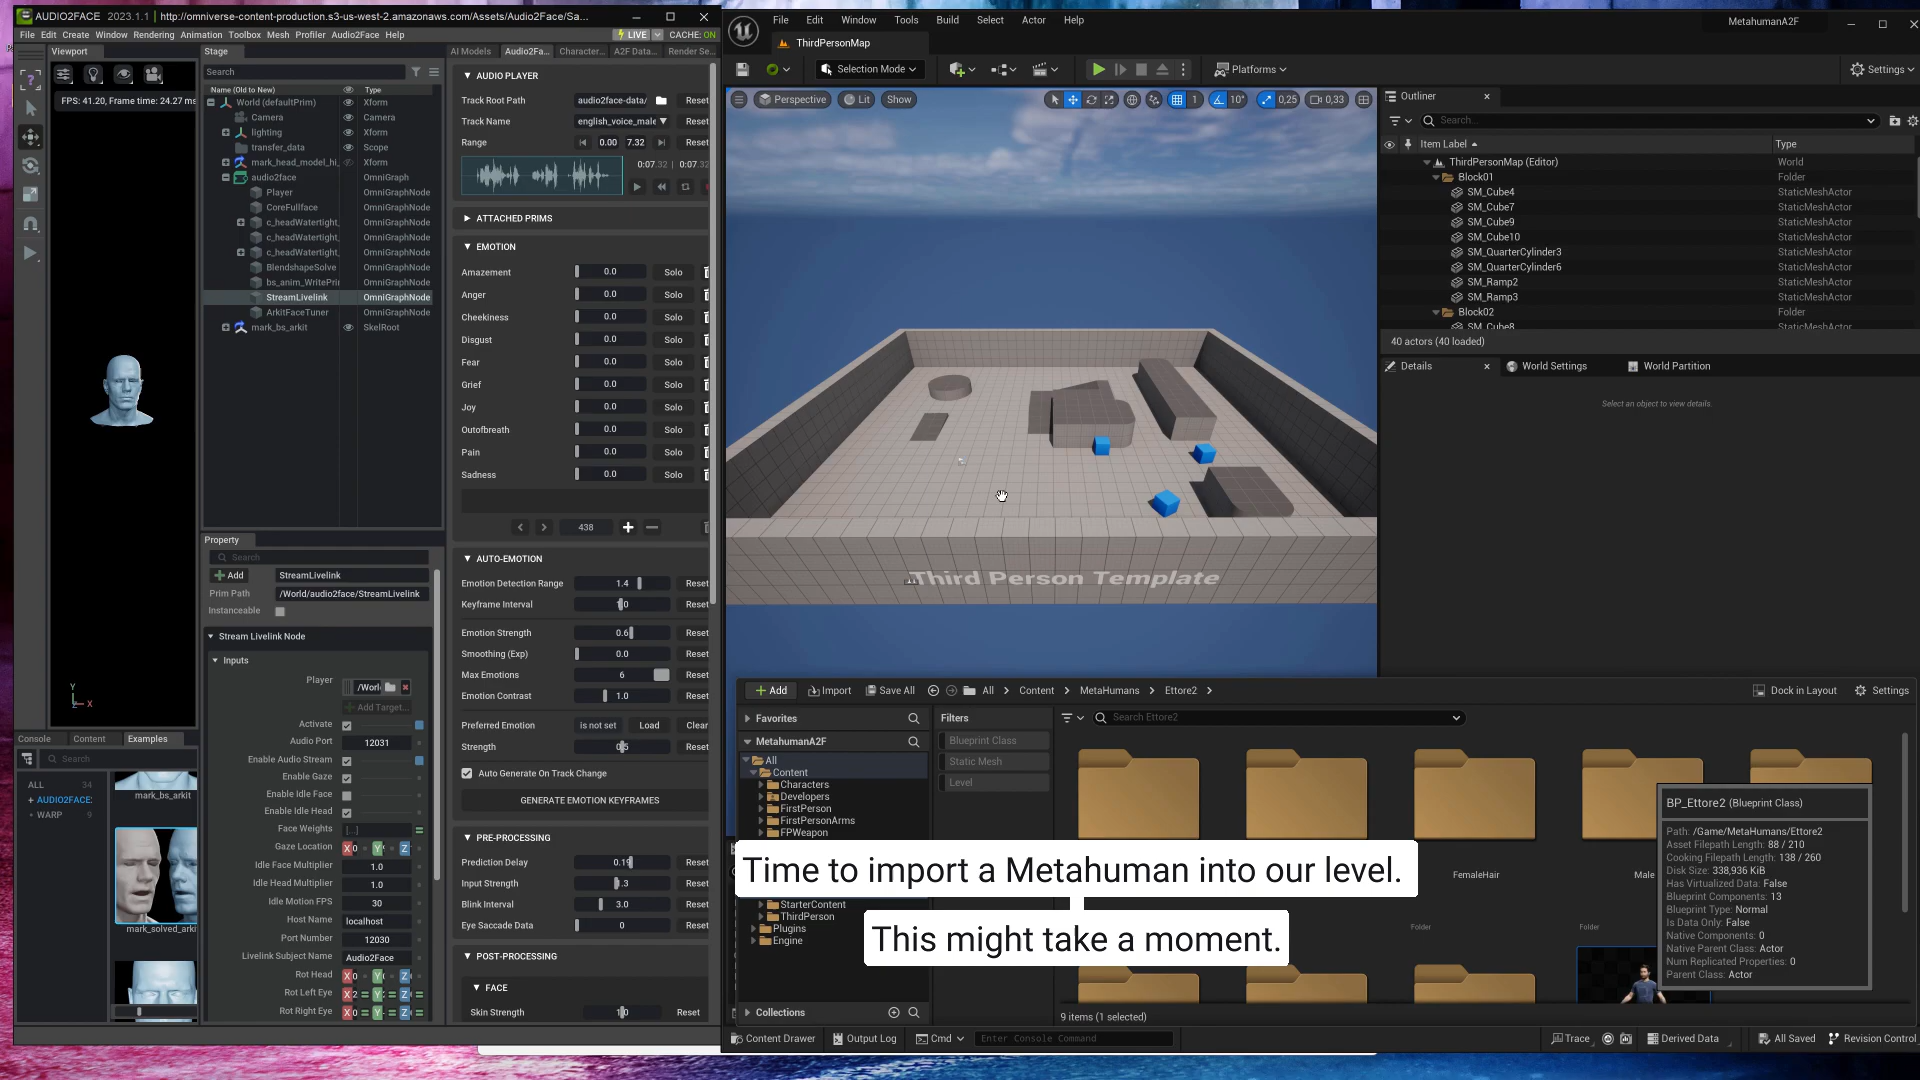 AUDIO2FACE 2023.1.1 http://omniverse-content-production.s3-us-west-2.amazonaws.com/Assets/Audio2Face/Sa...
File Edit Create Window Rendering Animation Toolbox Mesh Profiler Audio2Face Help
LIVE CACHE: ON
Viewport
FPS: 41.20, Frame time: 24.27 ms
Y
X
Stage
Search
Name (Old to New) Type
World (defaultPrim) Xform
Camera Camera
lighting Xform
transfer_data Scope
mark_head_model_hi_ Xform
audio2face OmniGraph
Player OmniGraphNode
CoreFullface OmniGraphNode
c_headWatertight_ OmniGraphNode
c_headWatertight_ OmniGraphNode
c_headWatertight_ OmniGraphNode
BlendshapeSolve OmniGraphNode
bs_anim_WritePri OmniGraphNode
StreamLivelink OmniGraphNode
ArkitFaceTuner OmniGraphNode
mark_bs_arkit SkelRoot
Property
Search
Add StreamLivelink
Prim Path /World/audio2face/StreamLivelink
Instanceable
Stream Livelink Node
Inputs
Player /Worl
Add Target...
Activate
Audio Port 12031
Enable Audio Stream
Enable Gaze
Enable Idle Face
Enable Idle Head
Face Weights [...]
Gaze Location X 0 Y Z
Idle Face Multiplier 1.0
Idle Head Multiplier 1.0
Idle Motion FPS 30
Host Name localhost
Port Number 12030
Livelink Subject Name Audio2Face
Rot Head X 0 Y Z
Rot Left Eye X 2 Y Z
Rot Right Eye X 0 Y Z
Console Content Examples
Search
ALL 34
+ AUDIO2FACE:
WARP 9
mark_bs_arkit
mark_solved_arki
AI Models Audio2Fa... Character... A2F Data... Render Se...
AUDIO PLAYER
Track Root Path audio2face-data/ Reset
Track Name english_voice_male Reset
Range 0.00 7.32 Reset
0:07.32 0:07.32
ATTACHED PRIMS
EMOTION
Amazement 0.0 Solo
Anger 0.0 Solo
Cheekiness 0.0 Solo
Disgust 0.0 Solo
Fear 0.0 Solo
Grief 0.0 Solo
Joy 0.0 Solo
Outofbreath 0.0 Solo
Pain 0.0 Solo
Sadness 0.0 Solo
438
AUTO-EMOTION
Emotion Detection Range 1.4 Reset
Keyframe Interval 1.0 Reset
Emotion Strength 0.6 Reset
Smoothing (Exp) 0.0 Reset
Max Emotions 6 Reset
Emotion Contrast 1.0 Reset
Preferred Emotion is not set Load Clear
Strength 0.5 Reset
Auto Generate On Track Change
GENERATE EMOTION KEYFRAMES
PRE-PROCESSING
Prediction Delay 0.15 Reset
Input Strength 1.3 Reset
Blink Interval 3.0 Reset
Eye Saccade Data 0 Reset
POST-PROCESSING
FACE
Skin Strength 1.0 Reset
File Edit Window Tools Build Select Actor Help
MetahumanA2F
ThirdPersonMap
Selection Mode
Platforms
Settings
Perspective Lit Show
1 10° 0,25 0,33
Third Person Template
Outliner
Search...
Item Label Type
ThirdPersonMap (Editor) World
Block01 Folder
SM_Cube4 StaticMeshActor
SM_Cube7 StaticMeshActor
SM_Cube9 StaticMeshActor
SM_Cube10 StaticMeshActor
SM_QuarterCylinder3 StaticMeshActor
SM_QuarterCylinder6 StaticMeshActor
SM_Ramp2 StaticMeshActor
SM_Ramp3 StaticMeshActor
Block02 Folder
SM_Cube8 StaticMeshActor
40 actors (40 loaded)
Details World Settings World Partition
Select an object to view details.
Add Import Save All All Content MetaHumans Ettore2
Dock in Layout Settings
Favorites
MetahumanA2F
All
Content
Characters
Developers
FirstPerson
FirstPersonArms
FPWeapon
StarterContent
ThirdPerson
Plugins
Engine
Collections
Filters
Blueprint Class
Static Mesh
Level
Search Ettore2
FemaleHair
Male
Folder
Folder
BP_Ettore2 (Blueprint Class)
Path: /Game/MetaHumans/Ettore2
Asset Filepath Length: 88 / 210
Cooking Filepath Length: 138 / 260
Disk Size: 338,936 KiB
Has Virtualized Data: False
Blueprint Components: 13
Blueprint Type: Normal
Is Data Only: False
Native Components: 0
Native Parent Class: Actor
Num Replicated Properties: 0
Parent Class: Actor
Time to import a Metahuman into our level.
This might take a moment.
9 items (1 selected)
Content Drawer Output Log Cmd Enter Console Command
Trace Derived Data All Saved Revision Control